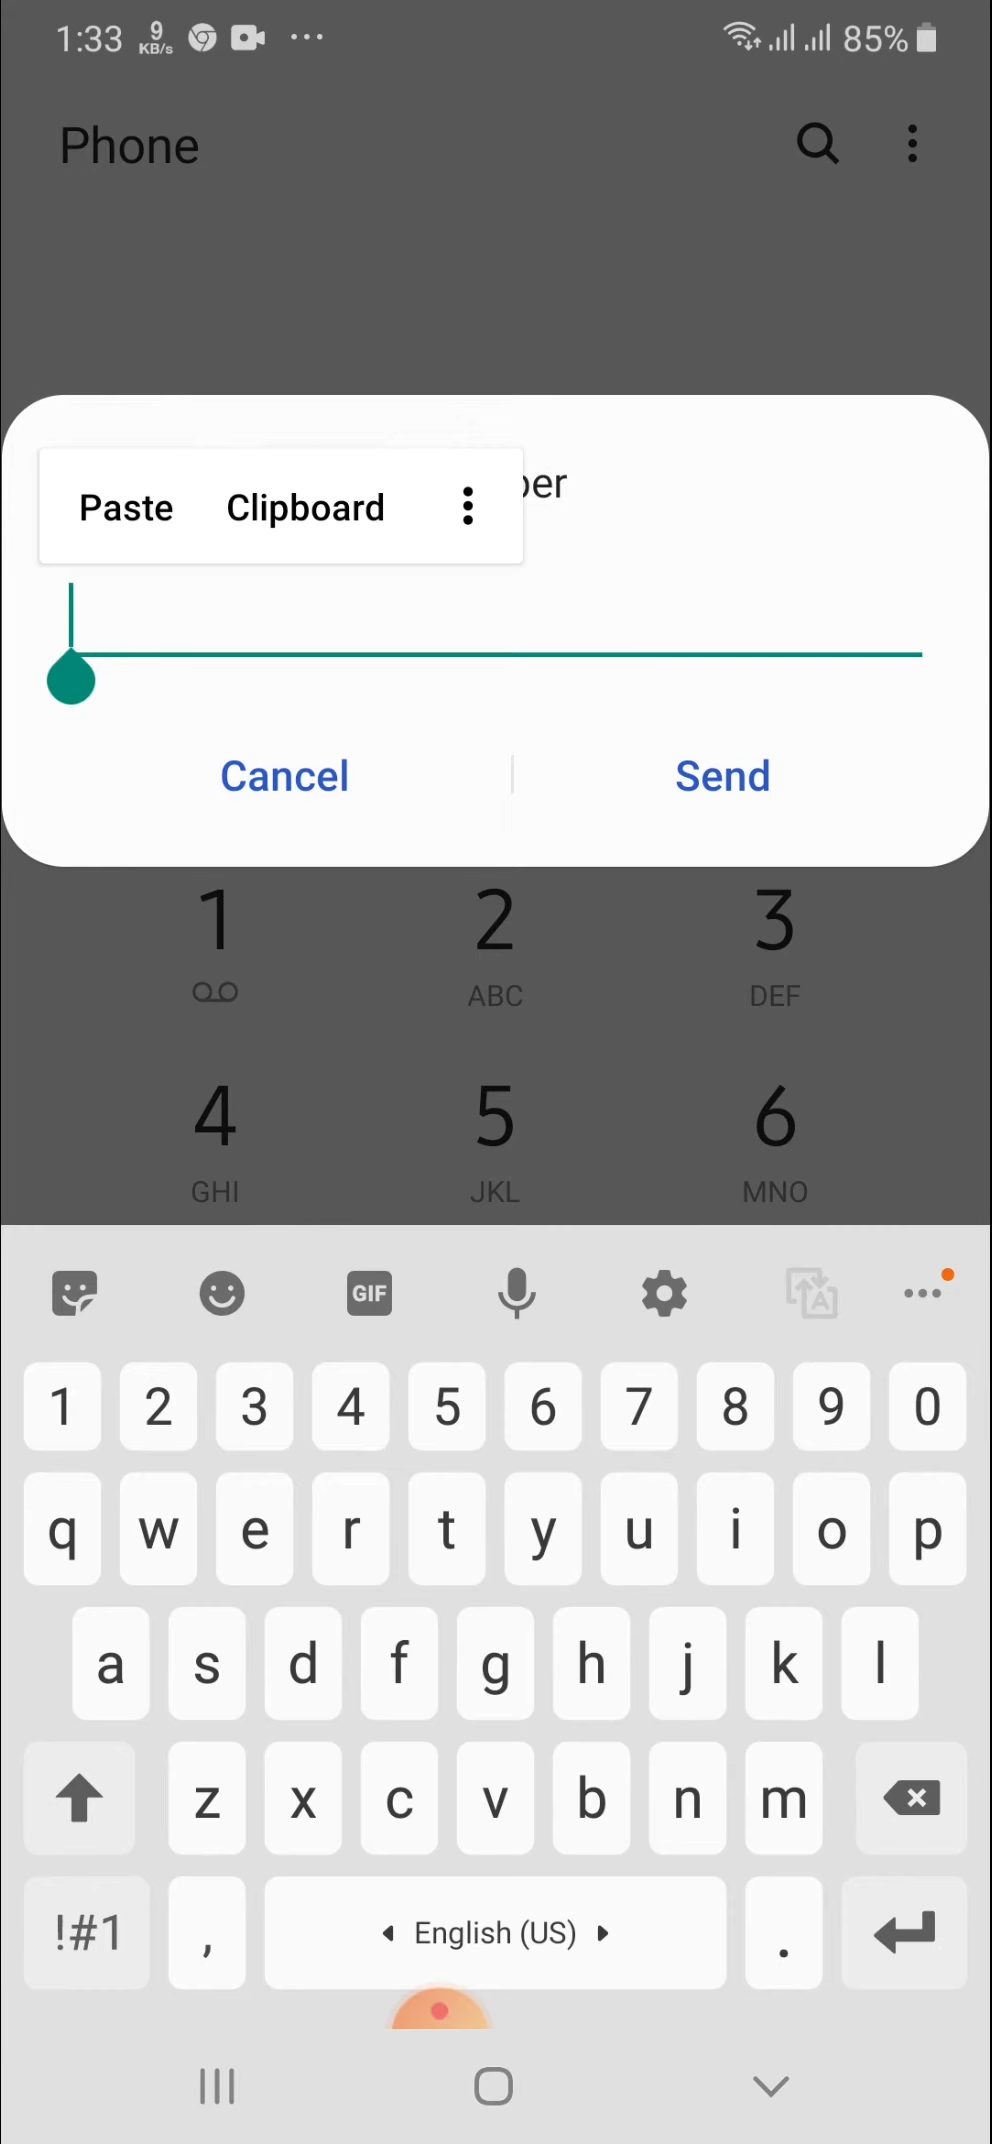 1:33 9 KB/s 85%
Phone
ber
Paste Clipboard
Cancel Send
1 2 3
ABC DEF
4 5 6
GHI JKL MNO
GIF
1 2 3 4 5 6 7 8 9 0
q w e r t y u i o p
a s d f g h j k l
z x c v b n m
!#1 , English (US) .